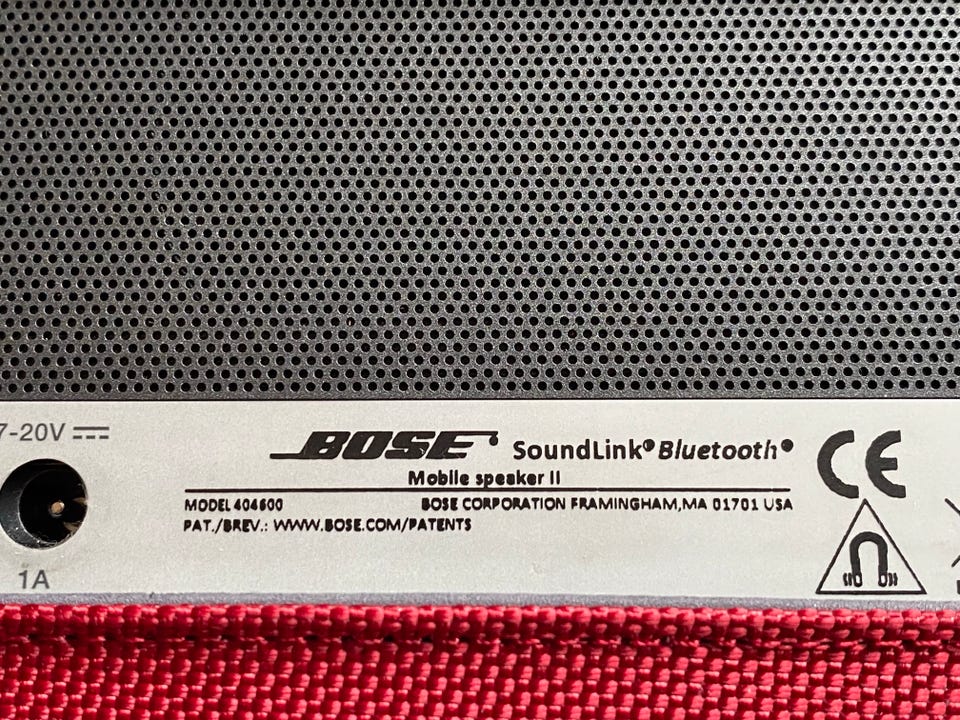 7-20V
BOSE SoundLink® Bluetooth®
Mobile speaker II
MODEL 404600 BOSE CORPORATION FRAMINGHAM, MA 01701 USA
PAT./BREV.: WWW.BOSE.COM/PATENTS
CE
1A